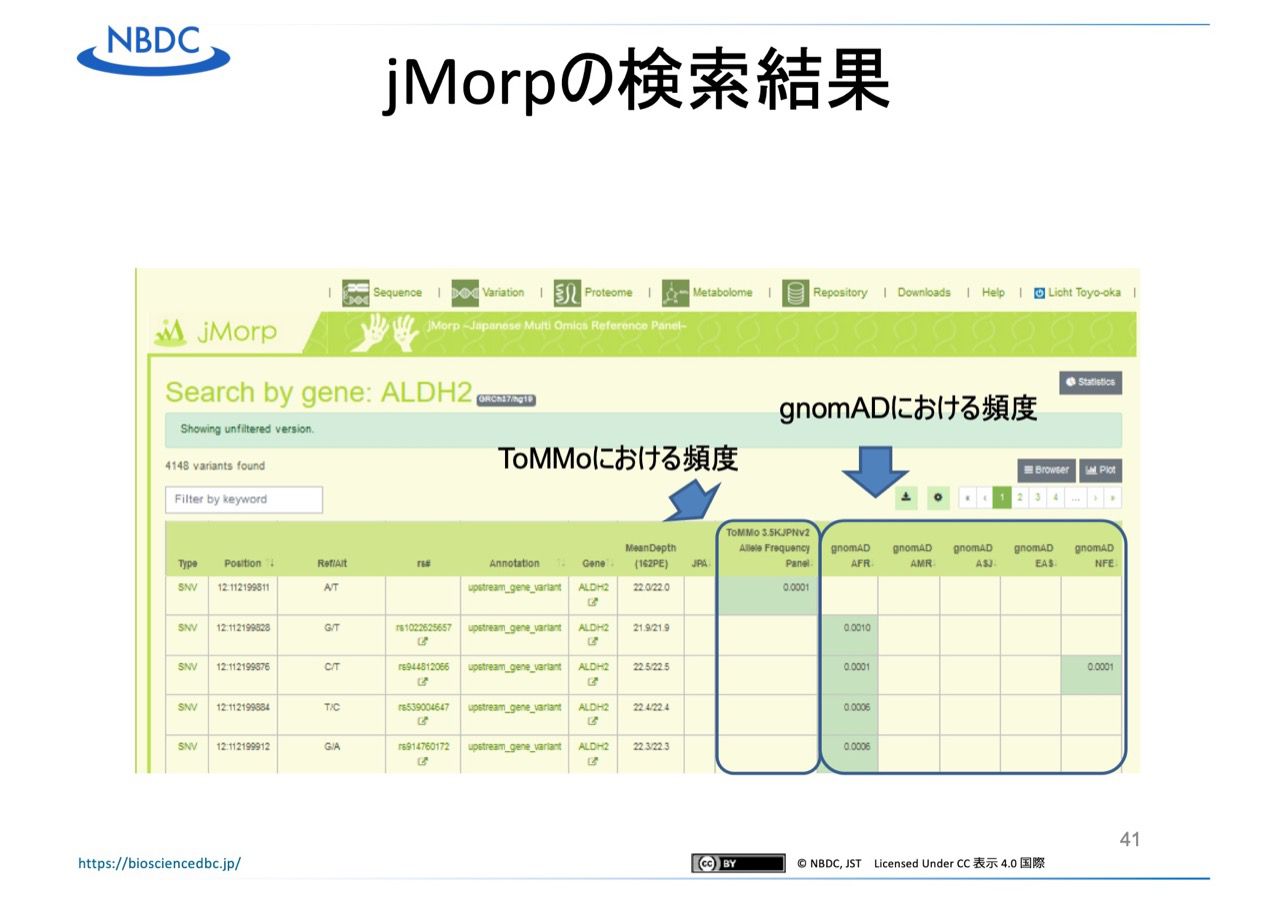 NBDC
jMorpの検索結果
| Sequence | Variation | Proteome | Metabolome | Repository | Downloads | Help | Licht Toyo-oka |
jMorp
jMorp ~Japanese Multi Omics Reference Panel~
Search by gene: ALDH2 GRCh37/hg19
Statistics
gnomADにおける頻度
Showing unfiltered version.
ToMMoにおける頻度
4148 variants found
Browser Plot
Filter by keyword
« ‹ 1 2 3 4 ... › »
Type Position Ref/Alt rs# Annotation Gene MeanDepth (162PE) JPA ToMMo 3.5KJPNv2 Allele Frequency Panel gnomAD AFR gnomAD AMR gnomAD ASJ gnomAD EAS gnomAD NFE
SNV 12:112199811 A/T upstream_gene_variant ALDH2 22.0/22.0 0.0001
SNV 12:112199828 G/T rs1022625657 upstream_gene_variant ALDH2 21.9/21.9 0.0010
SNV 12:112199876 C/T rs944812066 upstream_gene_variant ALDH2 22.5/22.5 0.0001 0.0001
SNV 12:112199884 T/C rs539004647 upstream_gene_variant ALDH2 22.4/22.4 0.0006
SNV 12:112199912 G/A rs914760172 upstream_gene_variant ALDH2 22.3/22.3 0.0006
41
https://biosciencedbc.jp/
cc BY
© NBDC, JST Licensed Under CC 表示 4.0 国際